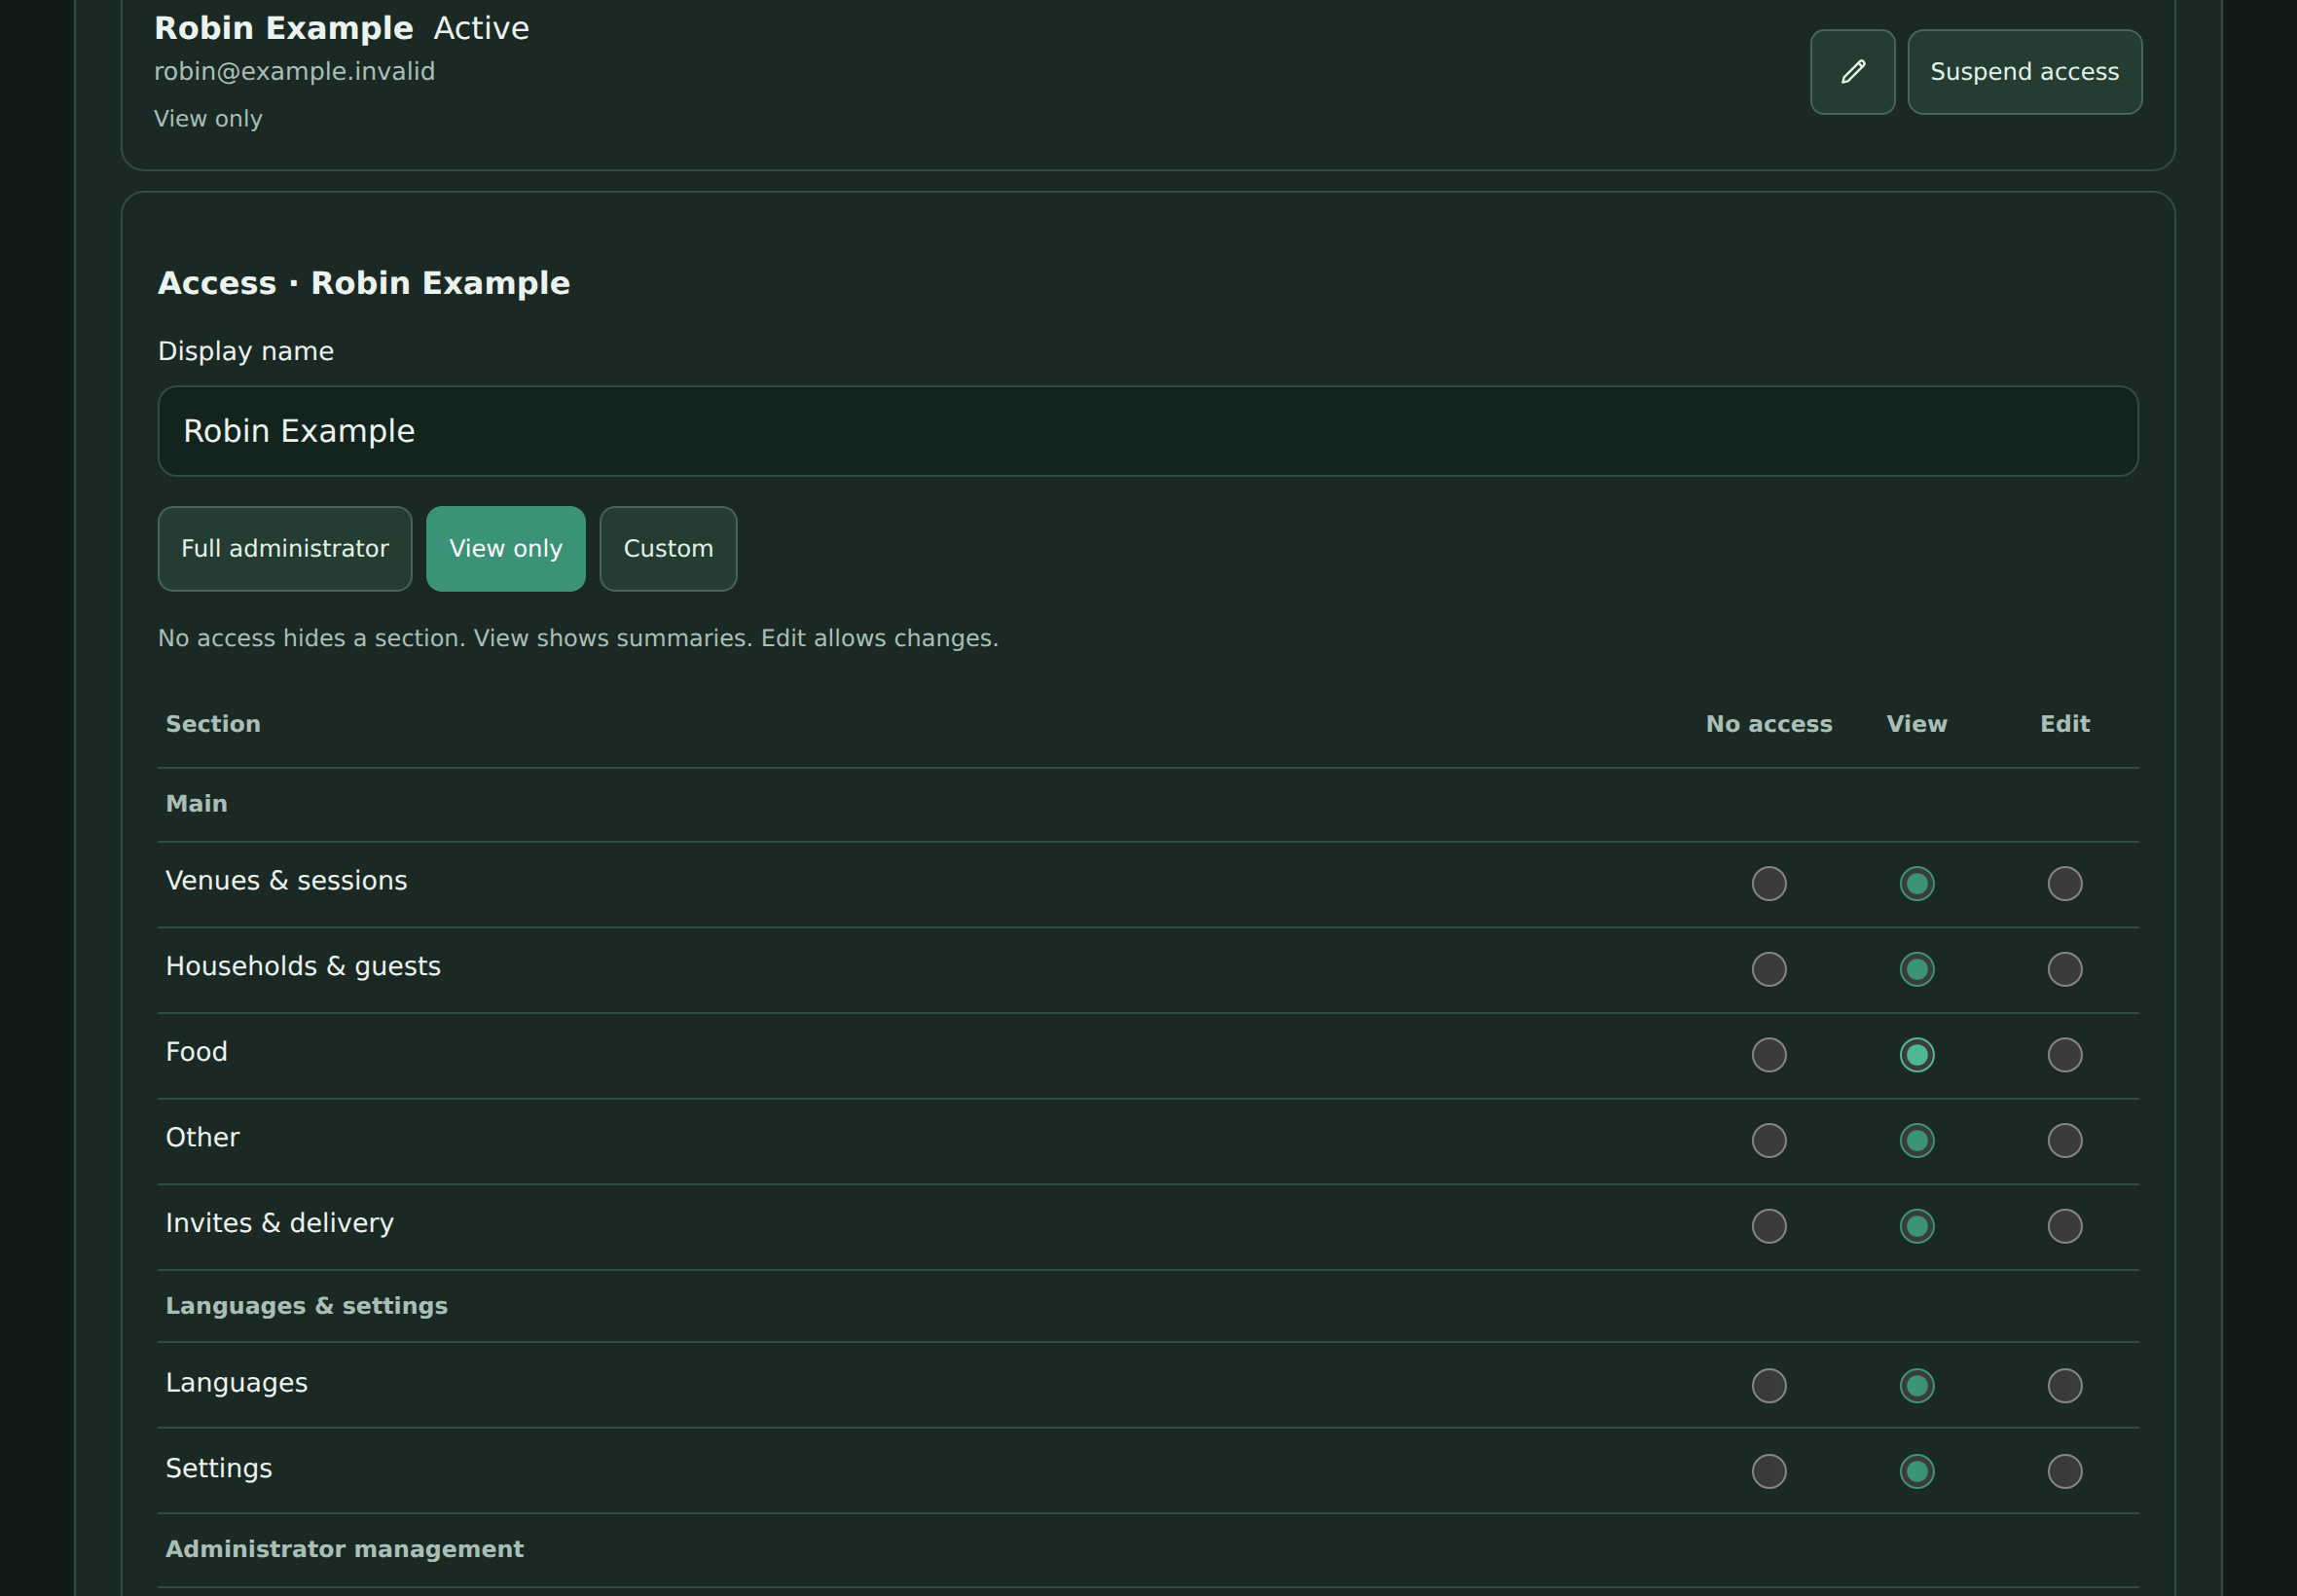 Robin Example Active
robin@example.invalid
View only
Suspend access
Access · Robin Example
Display name
Robin Example
Full administrator View only Custom
No access hides a section. View shows summaries. Edit allows changes.
Section No access View Edit
Main
Venues & sessions
Households & guests
Food
Other
Invites & delivery
Languages & settings
Languages
Settings
Administrator management